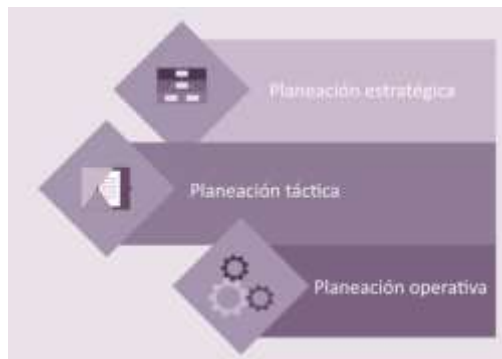 Planeación estratégica
Planeación táctica
Planeación operativa